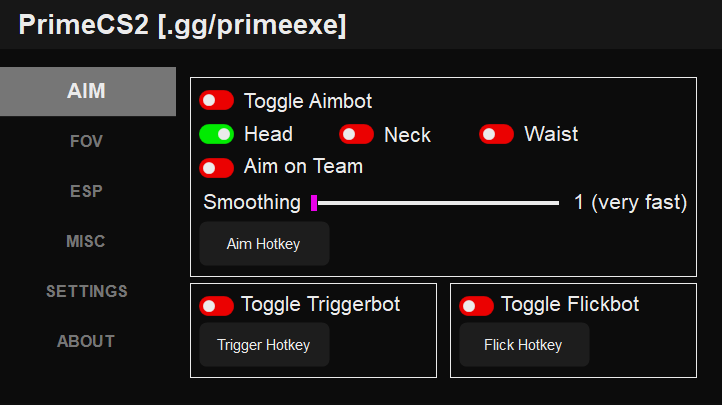 PrimeCS2 [.gg/primeexe]
AIM
FOV
ESP
MISC
SETTINGS
ABOUT
Toggle Aimbot
Head Neck Waist
Aim on Team
Smoothing 1 (very fast)
Aim Hotkey
Toggle Triggerbot
Trigger Hotkey
Toggle Flickbot
Flick Hotkey